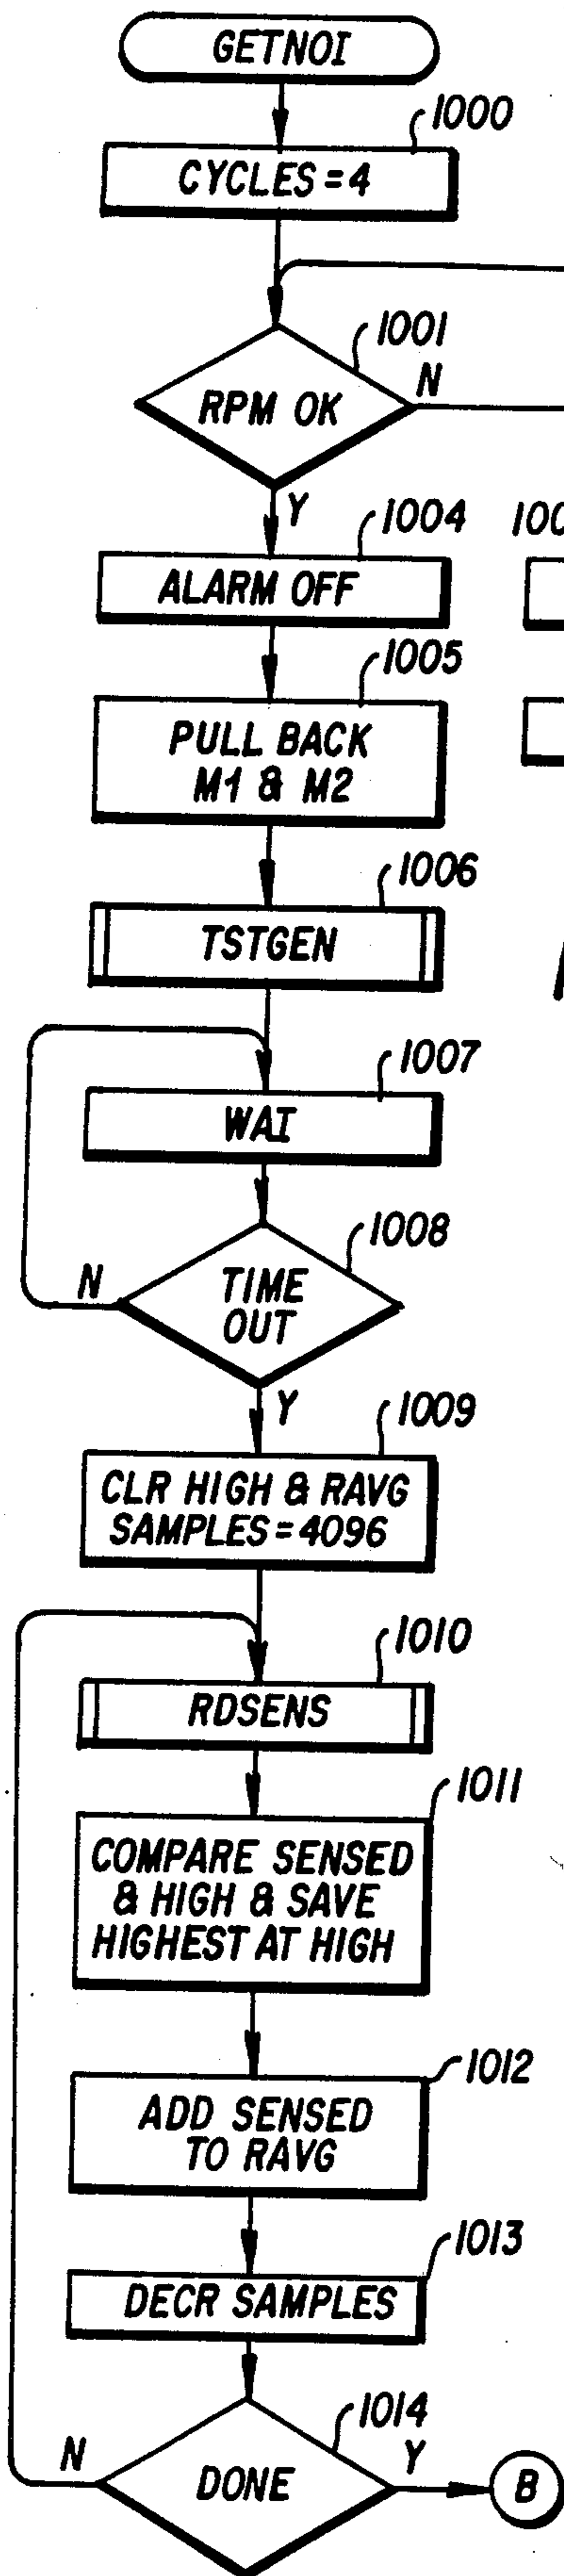 GETNOI
1000
CYCLES = 4
1001
RPM OK
N
Y
1004
ALARM OFF
1005
PULL BACK
M1 & M2
1006
TSTGEN
1007
WAI
1008
TIME
OUT
N
Y
1009
CLR HIGH & RAVG
SAMPLES = 4096
1010
RDSENS
1011
COMPARE SENSED
& HIGH & SAVE
HIGHEST AT HIGH
1012
ADD SENSED
TO RAVG
1013
DECR SAMPLES
1014
DONE
N
Y
B